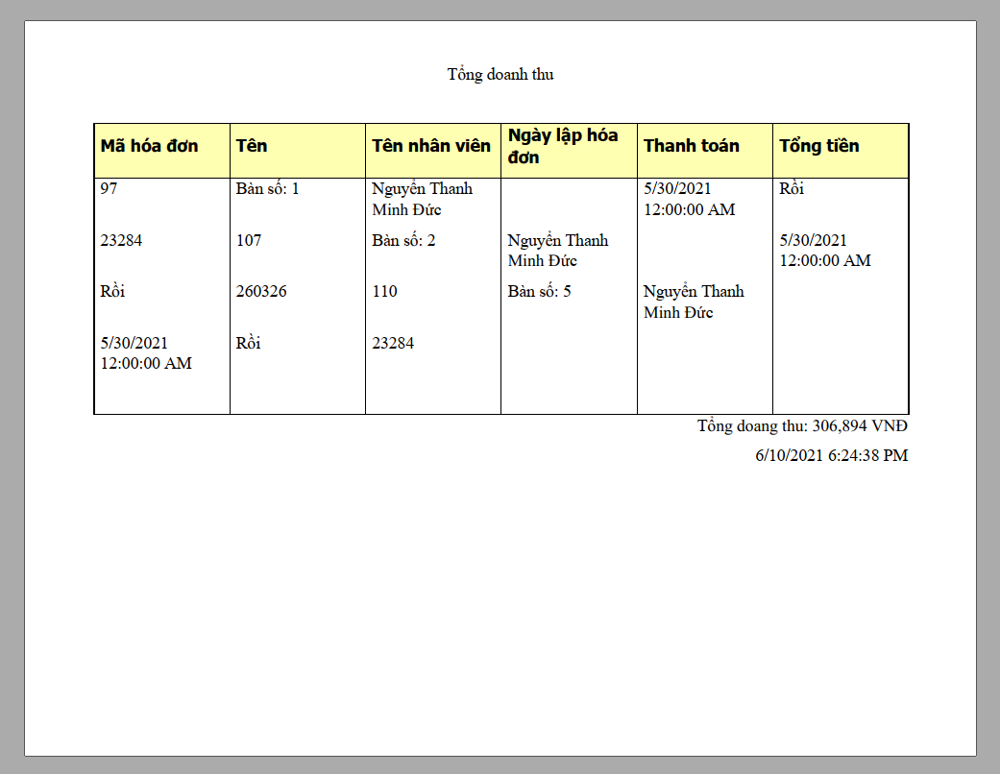 Tổng doanh thu
Mã hóa đơn Tên Tên nhân viên Ngày lập hóa đơn Thanh toán Tổng tiền
97 Bàn số: 1 Nguyển Thanh Minh Đức 5/30/2021 12:00:00 AM Rồi
23284 107 Bàn số: 2 Nguyển Thanh Minh Đức 5/30/2021 12:00:00 AM
Rồi 260326 110 Bàn số: 5 Nguyển Thanh Minh Đức
5/30/2021 12:00:00 AM Rồi 23284
Tổng doang thu: 306,894 VNĐ
6/10/2021 6:24:38 PM